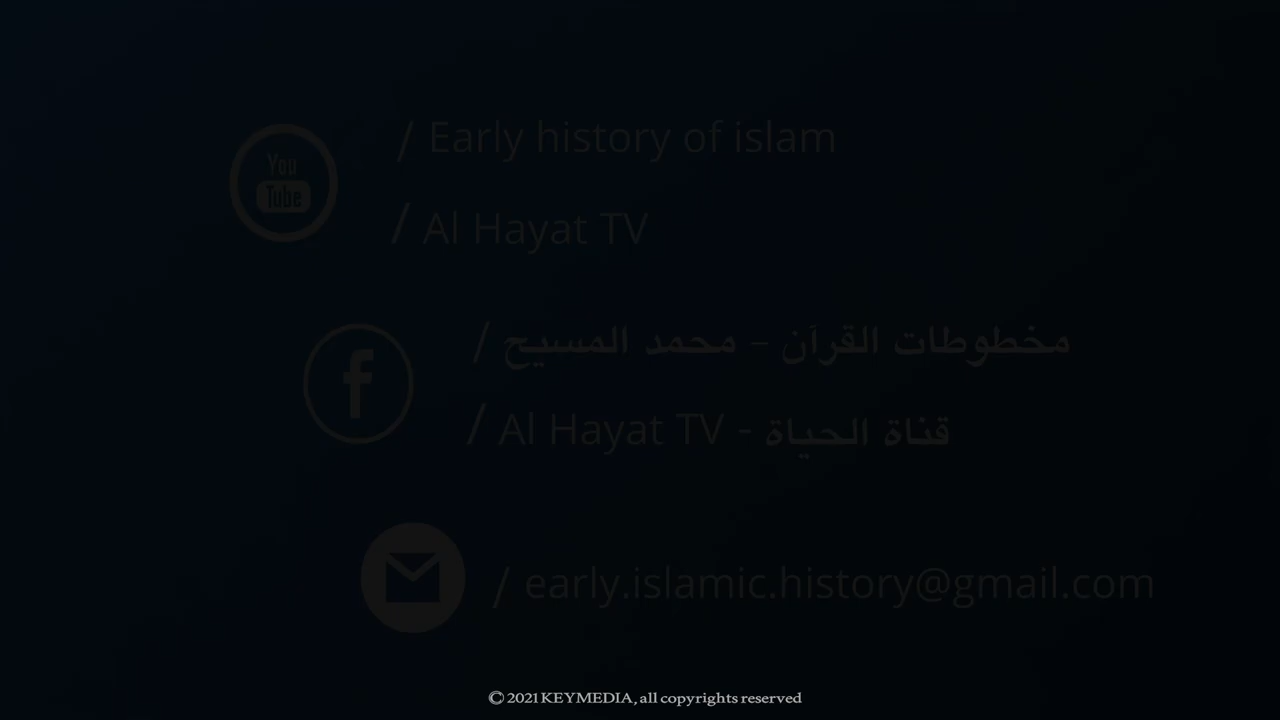 You
Tube
/ Early history of islam
/ Al Hayat TV
/ مخطوطات القرآن - محمد المسيح
/ Al Hayat TV - قناة الحياة
/ early.islamic.history@gmail.com
© 2021 KEYMEDIA, all copyrights reserved